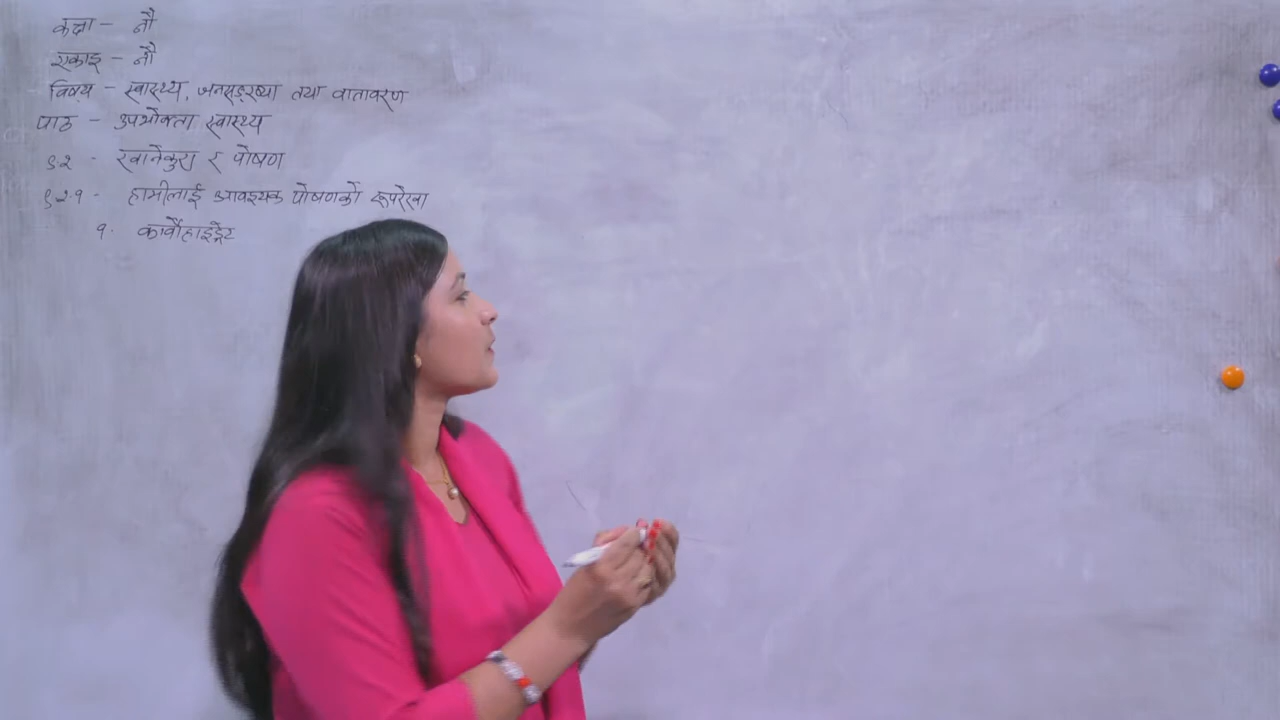 कक्षा - नौ
एकाइ - नौ
विषय - स्वास्थ्य, जनसङ्ख्या तथा वातावरण
पाठ - उपभोक्ता स्वास्थ्य
९.२ - खानेकुरा र पोषण
९.२.१ - हामीलाई आवश्यक पोषणको रूपरेखा
१. कार्वोहाइड्रेट